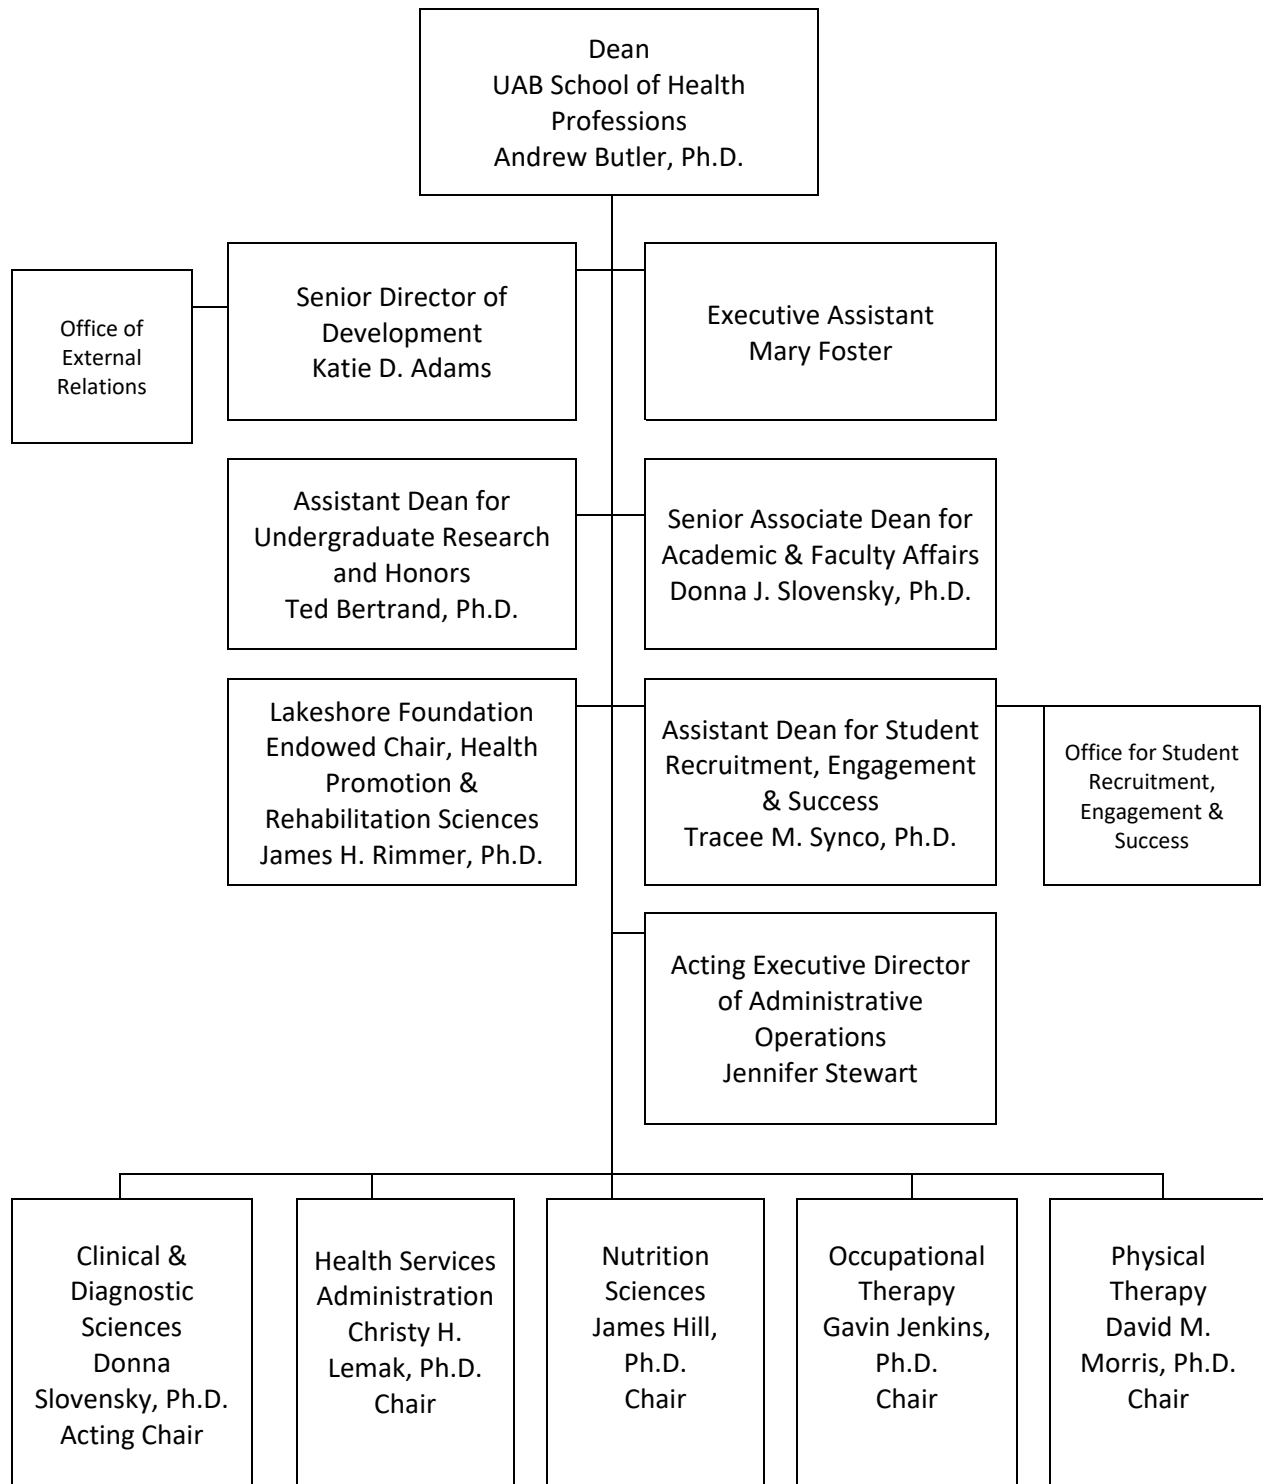 Dean
UAB School of Health
Professions
Andrew Butler, Ph.D.
Office of
External
Relations
Senior Director of
Development
Katie D. Adams
Executive Assistant
Mary Foster
Assistant Dean for
Undergraduate Research
and Honors
Ted Bertrand, Ph.D.
Senior Associate Dean for
Academic & Faculty Affairs
Donna J. Slovensky, Ph.D.
Lakeshore Foundation
Endowed Chair, Health
Promotion &
Rehabilitation Sciences
James H. Rimmer, Ph.D.
Assistant Dean for Student
Recruitment, Engagement
& Success
Tracee M. Synco, Ph.D.
Office for Student
Recruitment,
Engagement &
Success
Acting Executive Director
of Administrative
Operations
Jennifer Stewart
Clinical &
Diagnostic
Sciences
Donna
Slovensky, Ph.D.
Acting Chair
Health Services
Administration
Christy H.
Lemak, Ph.D.
Chair
Nutrition
Sciences
James Hill,
Ph.D.
Chair
Occupational
Therapy
Gavin Jenkins,
Ph.D.
Chair
Physical
Therapy
David M.
Morris, Ph.D.
Chair